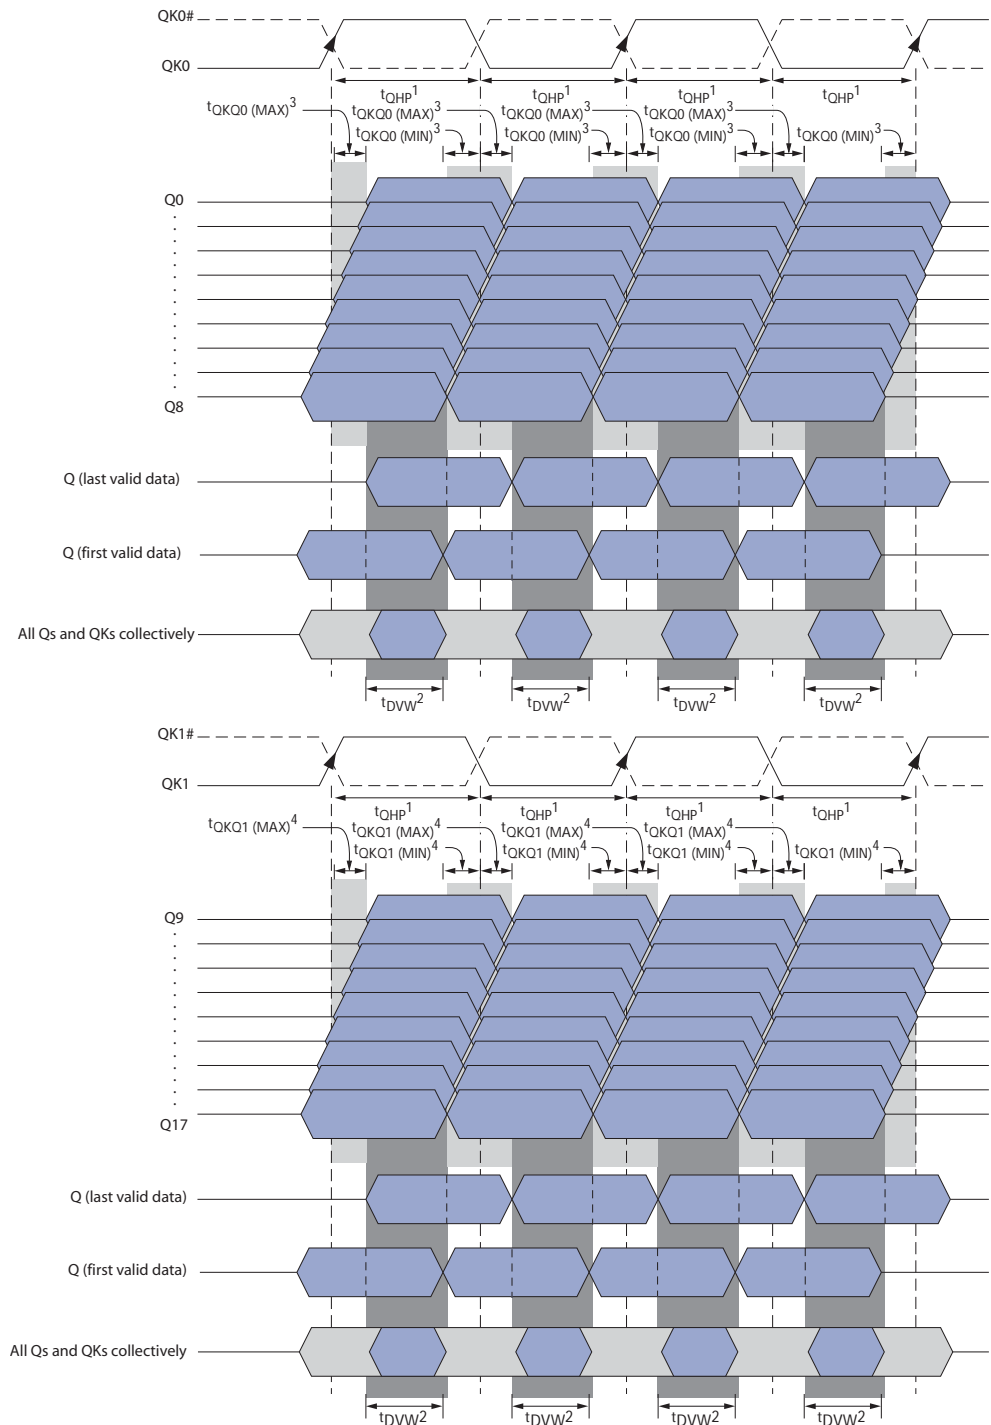 QK0#
QK0
tQHP1 tQHP1 tQHP1 tQHP1
tQKQ0 (MAX)3 tQKQ0 (MAX)3 tQKQ0 (MAX)3 tQKQ0 (MAX)3
tQKQ0 (MIN)3 tQKQ0 (MIN)3 tQKQ0 (MIN)3 tQKQ0 (MIN)3
Q0
Q8
Q (last valid data)
Q (first valid data)
All Qs and QKs collectively
tDVW2 tDVW2 tDVW2 tDVW2
QK1#
QK1
tQHP1 tQHP1 tQHP1 tQHP1
tQKQ1 (MAX)4 tQKQ1 (MAX)4 tQKQ1 (MAX)4 tQKQ1 (MAX)4
tQKQ1 (MIN)4 tQKQ1 (MIN)4 tQKQ1 (MIN)4 tQKQ1 (MIN)4
Q9
Q17
Q (last valid data)
Q (first valid data)
All Qs and QKs collectively
tDVW2 tDVW2 tDVW2 tDVW2